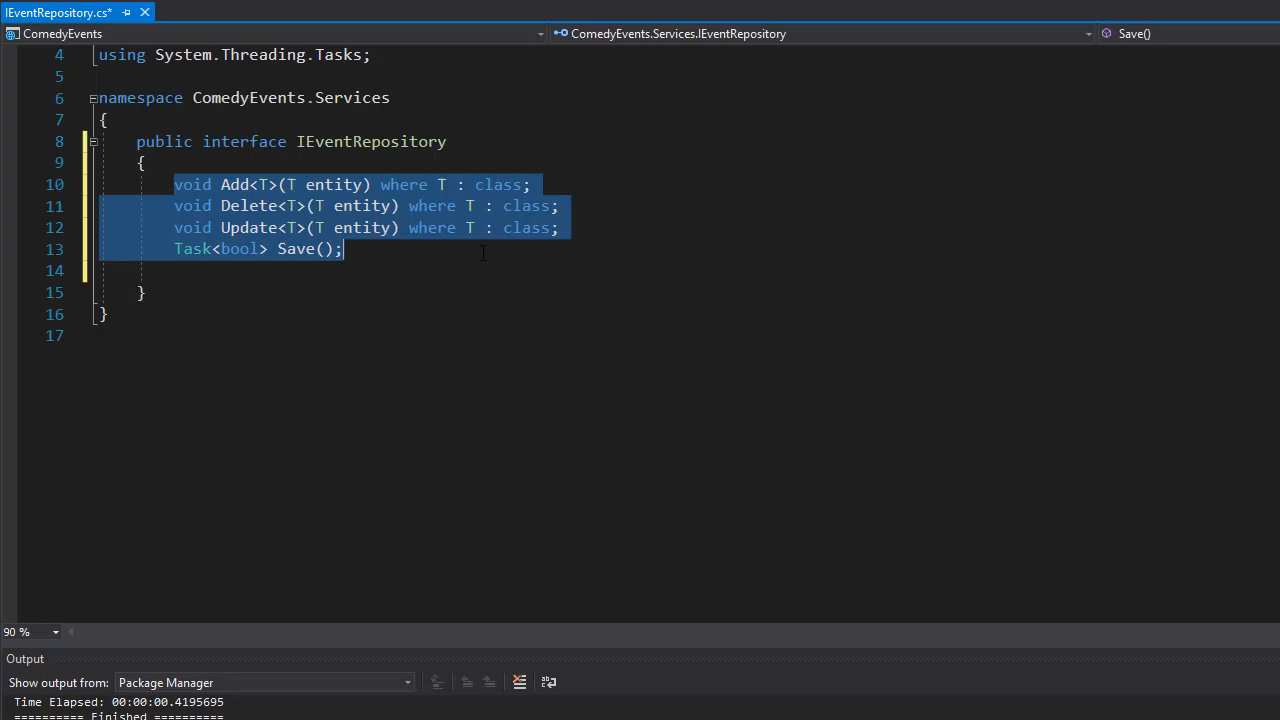 IEventRepository.cs*
ComedyEvents ComedyEvents.Services.IEventRepository Save()
4 using System.Threading.Tasks;
5
6 namespace ComedyEvents.Services
7 {
8 public interface IEventRepository
9 {
10 void Add<T>(T entity) where T : class;
11 void Delete<T>(T entity) where T : class;
12 void Update<T>(T entity) where T : class;
13 Task<bool> Save();
14
15 }
16 }
17
90 %
Output
Show output from: Package Manager
Time Elapsed: 00:00:00.4195695
========== Finished ==========